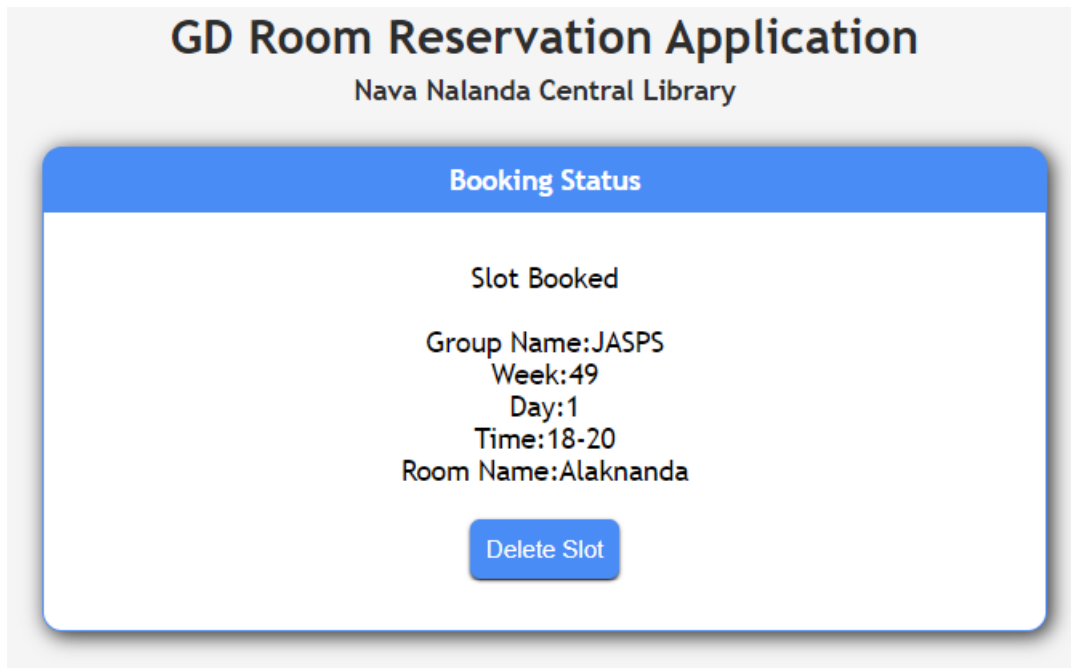 GD Room Reservation Application
Nava Nalanda Central Library
Booking Status
Slot Booked
Group Name:JASPS
Week:49
Day:1
Time:18-20
Room Name:Alaknanda
Delete Slot